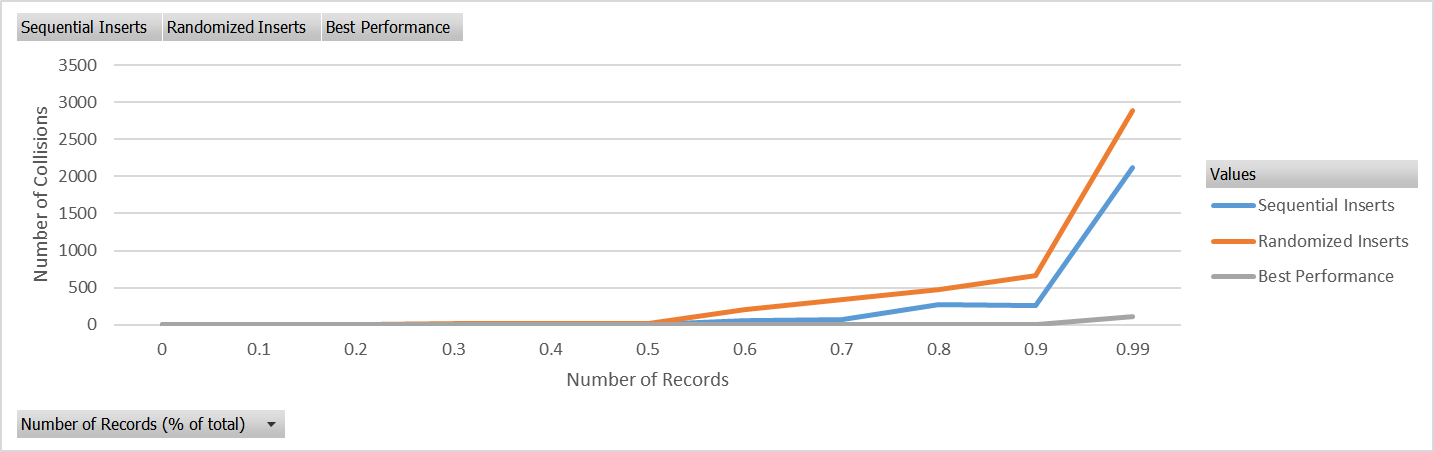 Sequential Inserts
Randomized Inserts
Best Performance
3500
3000
2500
2000
1500
1000
500
0
Number of Collisions
0 0.1 0.2 0.3 0.4 0.5 0.6 0.7 0.8 0.9 0.99
Number of Records
Values
Sequential Inserts
Randomized Inserts
Best Performance
Number of Records (% of total)